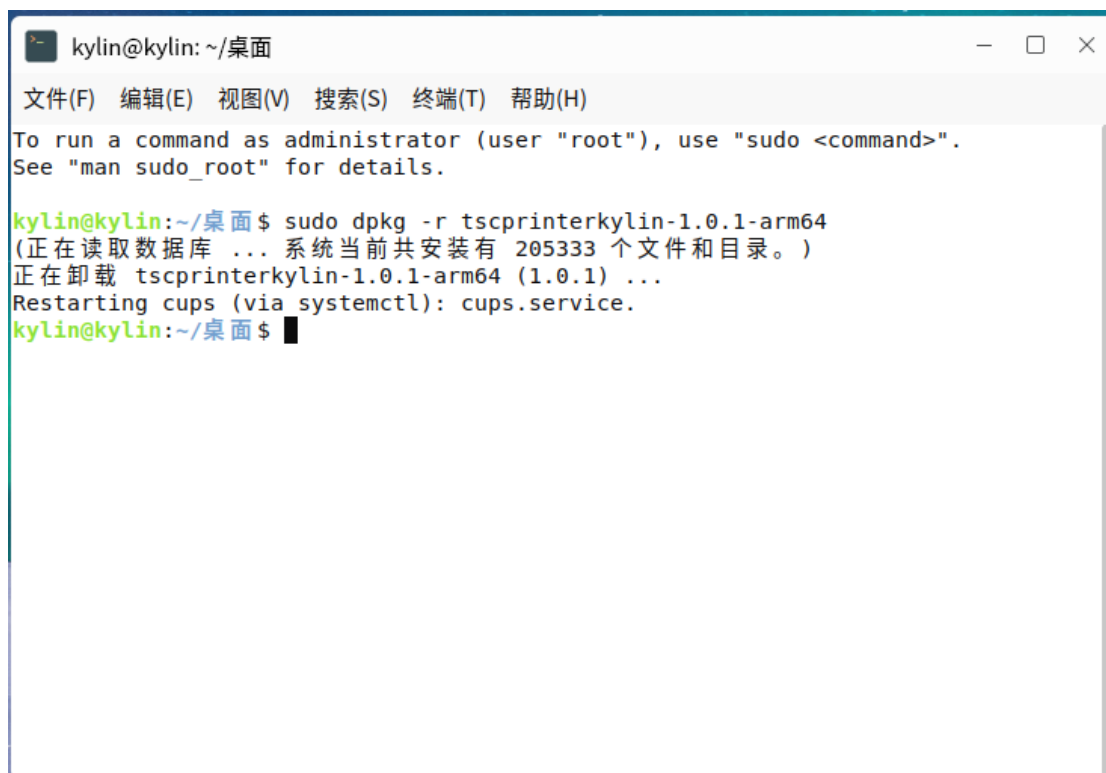 kylin@kylin: ~/桌面
文件(F) 编辑(E) 视图(V) 搜索(S) 终端(T) 帮助(H)
To run a command as administrator (user "root"), use "sudo <command>".
See "man sudo_root" for details.
kylin@kylin:~/桌面$ sudo dpkg -r tscprinterkylin-1.0.1-arm64
(正在读取数据库 ... 系统当前共安装有 205333 个文件和目录。)
正在卸载 tscprinterkylin-1.0.1-arm64 (1.0.1) ...
Restarting cups (via systemctl): cups.service.
kylin@kylin:~/桌面$